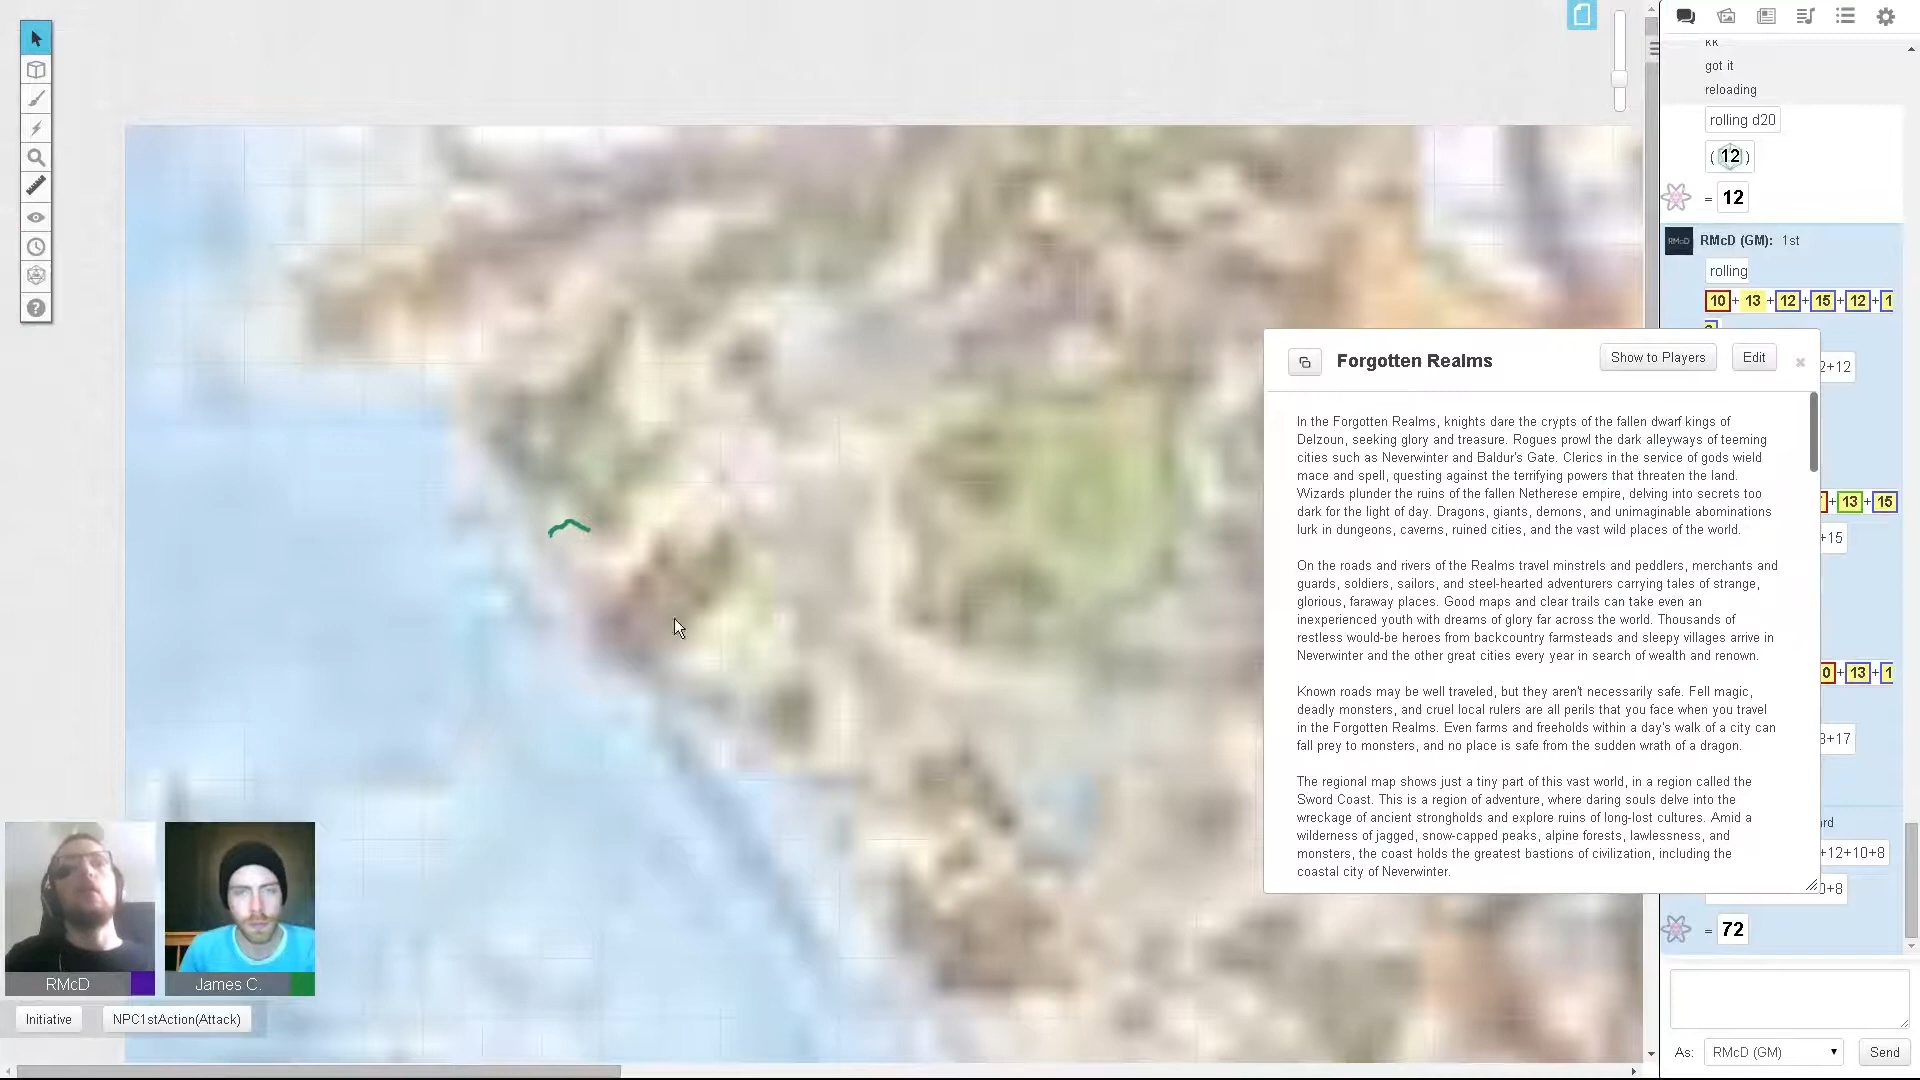 kk
got it
reloading
rolling d20
(12)
= 12
RMcD
RMcD (GM): 1st
rolling
10+13+12+15+12+1
2+12
+13+15
+15
0+13+1
3+17
rd
+12+10+8
0+8
= 72
Forgotten Realms
Show to Players
Edit
×
In the Forgotten Realms, knights dare the crypts of the fallen dwarf kings of
Delzoun, seeking glory and treasure. Rogues prowl the dark alleyways of teeming
cities such as Neverwinter and Baldur's Gate. Clerics in the service of gods wield
mace and spell, questing against the terrifying powers that threaten the land.
Wizards plunder the ruins of the fallen Netherese empire, delving into secrets too
dark for the light of day. Dragons, giants, demons, and unimaginable abominations
lurk in dungeons, caverns, ruined cities, and the vast wild places of the world.
On the roads and rivers of the Realms travel minstrels and peddlers, merchants and
guards, soldiers, sailors, and steel-hearted adventurers carrying tales of strange,
glorious, faraway places. Good maps and clear trails can take even an
inexperienced youth with dreams of glory far across the world. Thousands of
restless would-be heroes from backcountry farmsteads and sleepy villages arrive in
Neverwinter and the other great cities every year in search of wealth and renown.
Known roads may be well traveled, but they aren't necessarily safe. Fell magic,
deadly monsters, and cruel local rulers are all perils that you face when you travel
in the Forgotten Realms. Even farms and freeholds within a day's walk of a city can
fall prey to monsters, and no place is safe from the sudden wrath of a dragon.
The regional map shows just a tiny part of this vast world, in a region called the
Sword Coast. This is a region of adventure, where daring souls delve into the
wreckage of ancient strongholds and explore ruins of long-lost cultures. Amid a
wilderness of jagged, snow-capped peaks, alpine forests, lawlessness, and
monsters, the coast holds the greatest bastions of civilization, including the
coastal city of Neverwinter.
RMcD
James C.
Initiative
NPC1stAction(Attack)
As:
RMcD (GM)
Send